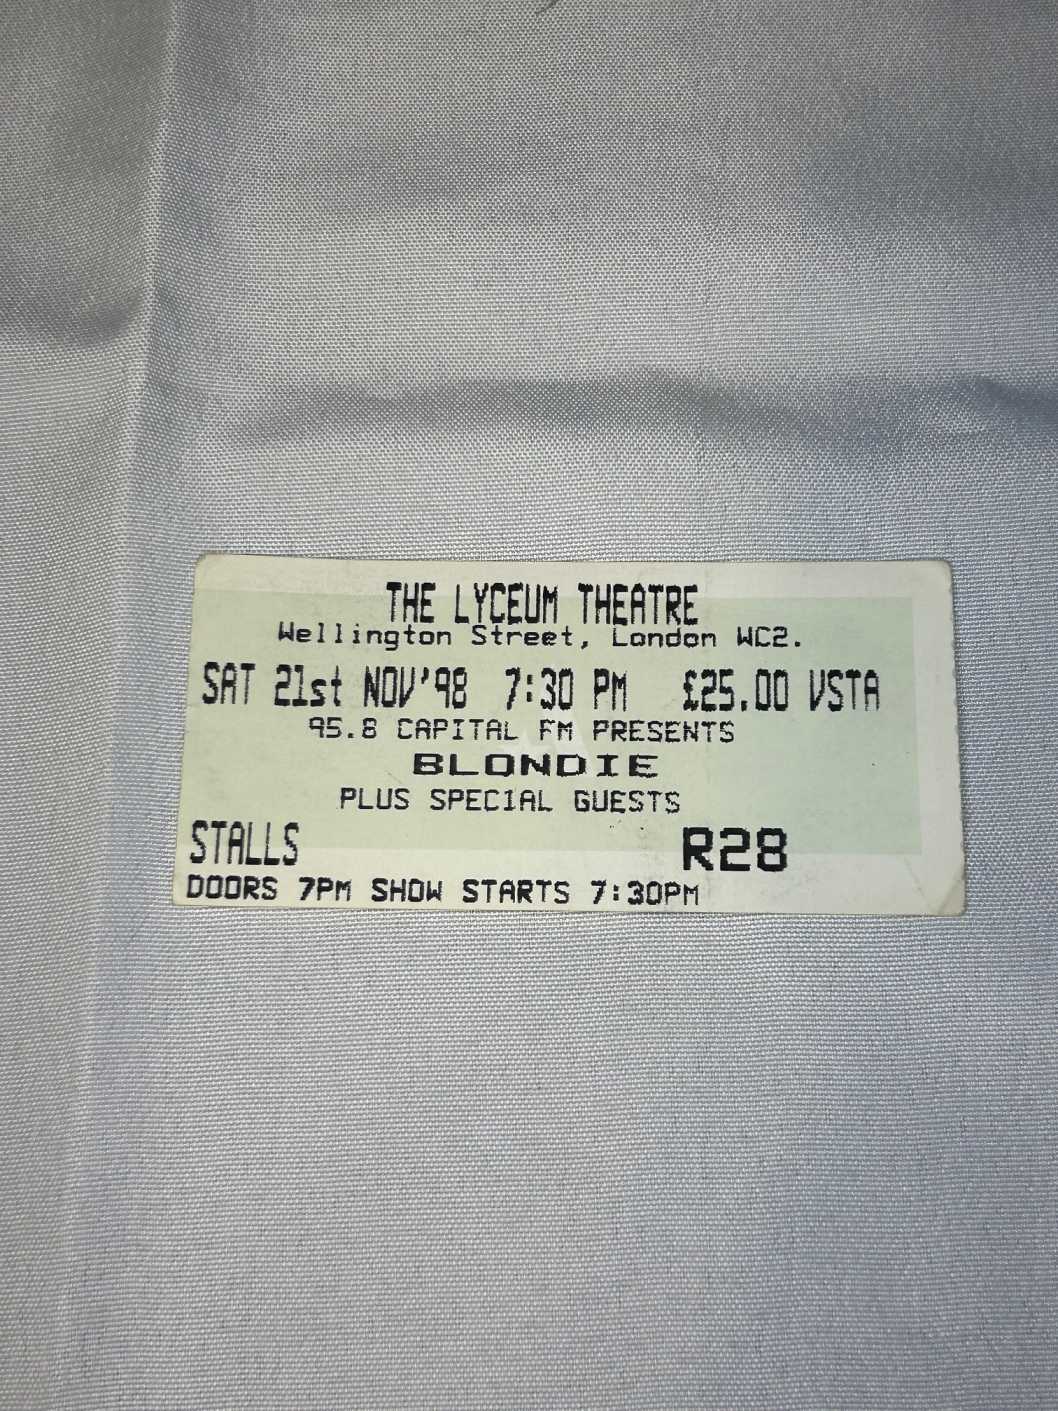 THE LYCEUM THEATRE
Wellington Street, London WC2.
SAT 21st NOV'98 7:30 PM £25.00 VSTA
95.8 CAPITAL FM PRESENTS
BLONDIE
PLUS SPECIAL GUESTS
STALLS R28
DOORS 7PM SHOW STARTS 7:30PM